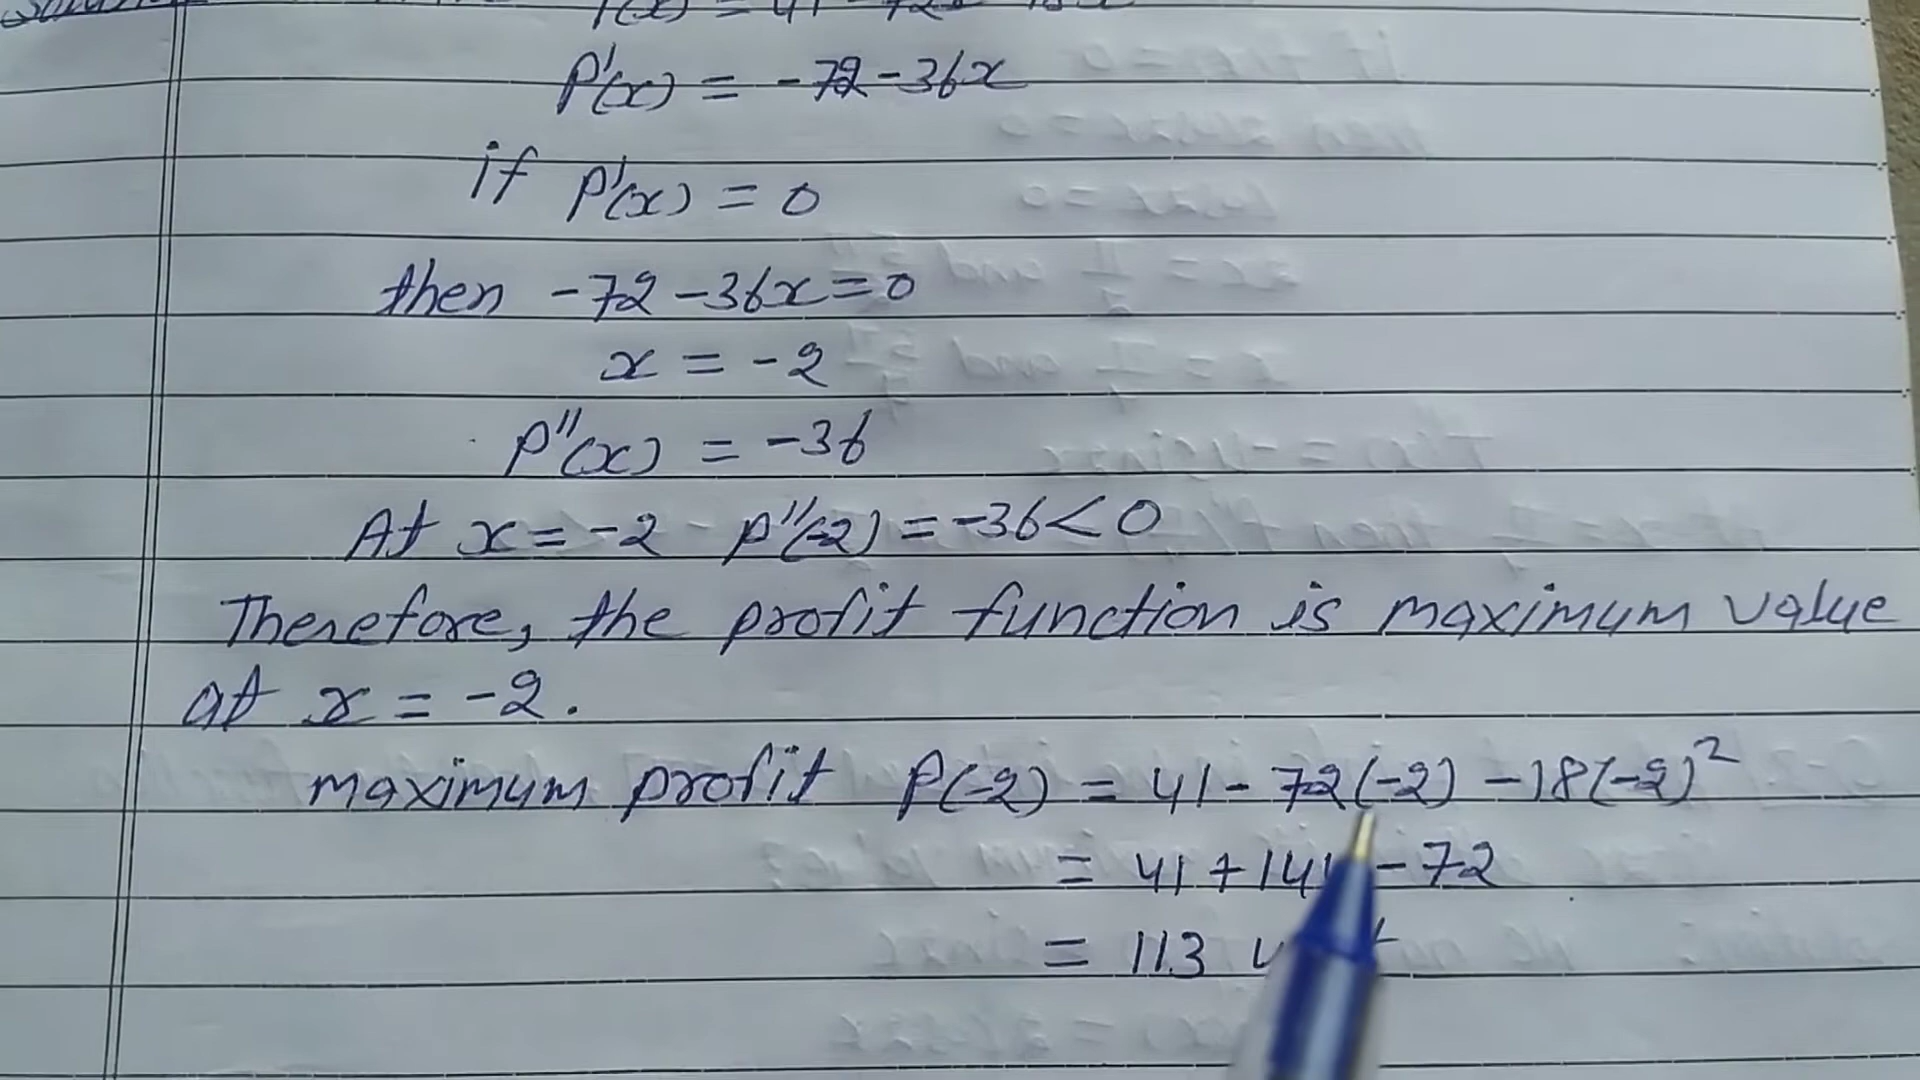 P'(x) = -72-36x
if P'(x) = 0
then -72-36x=0
x = -2
P''(x) = -36
At x=-2 P''(-2) = -36<0
Therefore, the profit function is maximum value
at x = -2.
maximum profit P(-2) = 41-72(-2)-18(-2)²
= 41+144-72
= 113